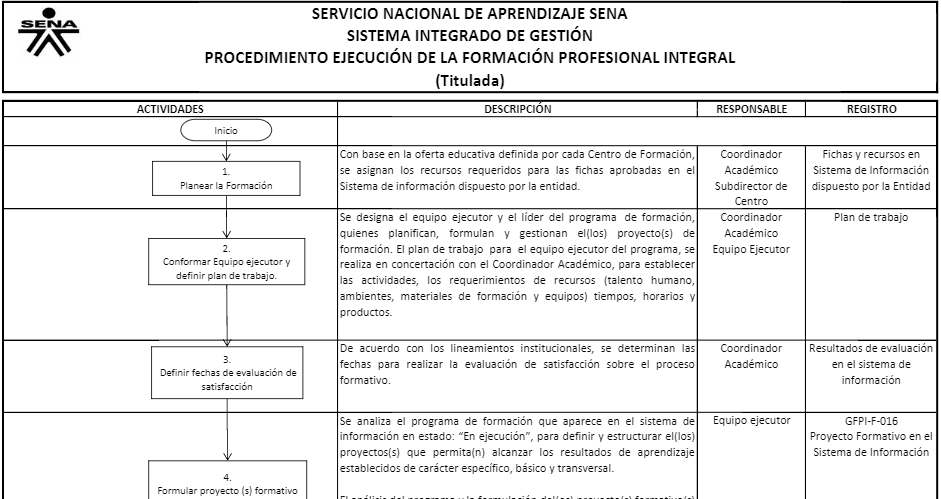 SENA
SERVICIO NACIONAL DE APRENDIZAJE SENA
SISTEMA INTEGRADO DE GESTIÓN
PROCEDIMIENTO EJECUCIÓN DE LA FORMACIÓN PROFESIONAL INTEGRAL
(Titulada)
ACTIVIDADES
DESCRIPCIÓN
RESPONSABLE
REGISTRO
Inicio
1.
Planear la Formación
Con base en la oferta educativa definida por cada Centro de Formación,
se asignan los recursos requeridos para las fichas aprobadas en el
Sistema de información dispuesto por la entidad.
Coordinador
Académico
Subdirector de
Centro
Fichas y recursos en
Sistema de Información
dispuesto por la Entidad
2.
Conformar Equipo ejecutor y
definir plan de trabajo.
Se designa el equipo ejecutor y el líder del programa de formación,
quienes planifican, formulan y gestionan el(los) proyecto(s) de
formación. El plan de trabajo para el equipo ejecutor del programa, se
realiza en concertación con el Coordinador Académico, para establecer
las actividades, los requerimientos de recursos (talento humano,
ambientes, materiales de formación y equipos) tiempos, horarios y
productos.
Coordinador
Académico
Equipo Ejecutor
Plan de trabajo
3.
Definir fechas de evaluación de
satisfacción
De acuerdo con los lineamientos institucionales, se determinan las
fechas para realizar la evaluación de satisfacción sobre el proceso
formativo.
Coordinador
Académico
Resultados de evaluación
en el sistema de
información
4.
Formular proyecto (s) formativo
Se analiza el programa de formación que aparece en el sistema de
información en estado: “En ejecución”, para definir y estructurar el(los)
proyectos(s) que permita(n) alcanzar los resultados de aprendizaje
establecidos de carácter específico, básico y transversal.
El análisis del programa y la formulación del(os) proyecto(s) formativo(s)
Equipo ejecutor
GFPI-F-016
Proyecto Formativo en el
Sistema de Información